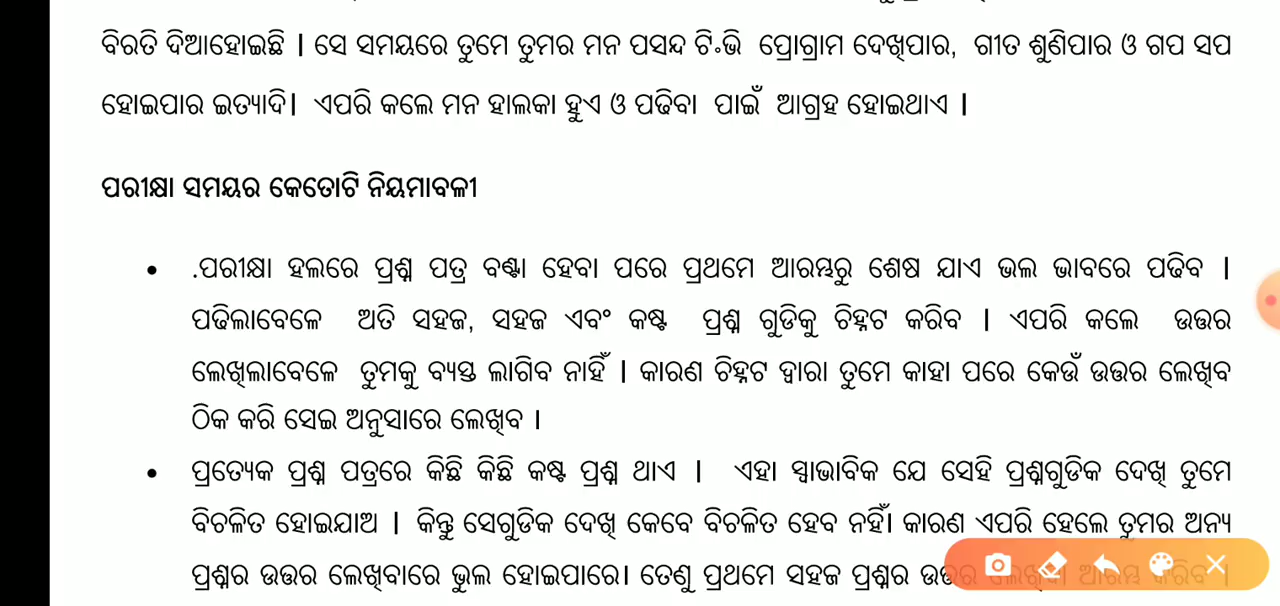 ବିରତି ଦିଆହୋଇଛି | ସେ ସମୟରେ ତୁମେ ତୁମର ମନ ପସନ୍ଦ ଟି.ଭି ପ୍ରୋଗ୍ରାମ ଦେଖିପାର, ଗୀତ ଶୁଣିପାର ଓ ଗପ ସପ
ହୋଇପାର ଇତ୍ୟାଦି| ଏପରି କଲେ ମନ ହାଲକା ହୁଏ ଓ ପଢିବା ପାଇଁ ଆଗ୍ରହ ହୋଇଥାଏ |
ପରୀକ୍ଷା ସମୟର କେତୋଟି ନିୟମାବଳୀ
• .ପରୀକ୍ଷା ହଲରେ ପ୍ରଶ୍ନ ପତ୍ର ବଣ୍ଟା ହେବା ପରେ ପ୍ରଥମେ ଆରମ୍ଭରୁ ଶେଷ ଯାଏ ଭଲ ଭାବରେ ପଢିବ |
ପଢିଲାବେଳେ ଅତି ସହଜ, ସହଜ ଏବଂ କଷ୍ଟ ପ୍ରଶ୍ନ ଗୁଡିକୁ ଚିହ୍ନଟ କରିବ | ଏପରି କଲେ ଉତ୍ତର
ଲେଖିଲାବେଳେ ତୁମକୁ ବ୍ୟସ୍ତ ଲାଗିବ ନାହିଁ | କାରଣ ଚିହ୍ନଟ ଦ୍ୱାରା ତୁମେ କାହା ପରେ କେଉଁ ଉତ୍ତର ଲେଖିବ
ଠିକ କରି ସେଇ ଅନୁସାରେ ଲେଖିବ |
• ପ୍ରତ୍ୟେକ ପ୍ରଶ୍ନ ପତ୍ରରେ କିଛି କିଛି କଷ୍ଟ ପ୍ରଶ୍ନ ଥାଏ | ଏହା ସ୍ୱାଭାବିକ ଯେ ସେହି ପ୍ରଶ୍ନଗୁଡିକ ଦେଖି ତୁମେ
ବିଚଳିତ ହୋଇଯାଅ | କିନ୍ତୁ ସେଗୁଡିକ ଦେଖି କେବେ ବିଚଳିତ ହେବ ନହିଁ| କାରଣ ଏପରି ହେଲେ ତୁମର ଅନ୍ୟ
ପ୍ରଶ୍ନର ଉତ୍ତର ଲେଖିବାରେ ଭୁଲ ହୋଇପାରେ| ତେଣୁ ପ୍ରଥମେ ସହଜ ପ୍ରଶ୍ନର ଉତ୍ତର ଆରମ୍ଭ କରିବ |